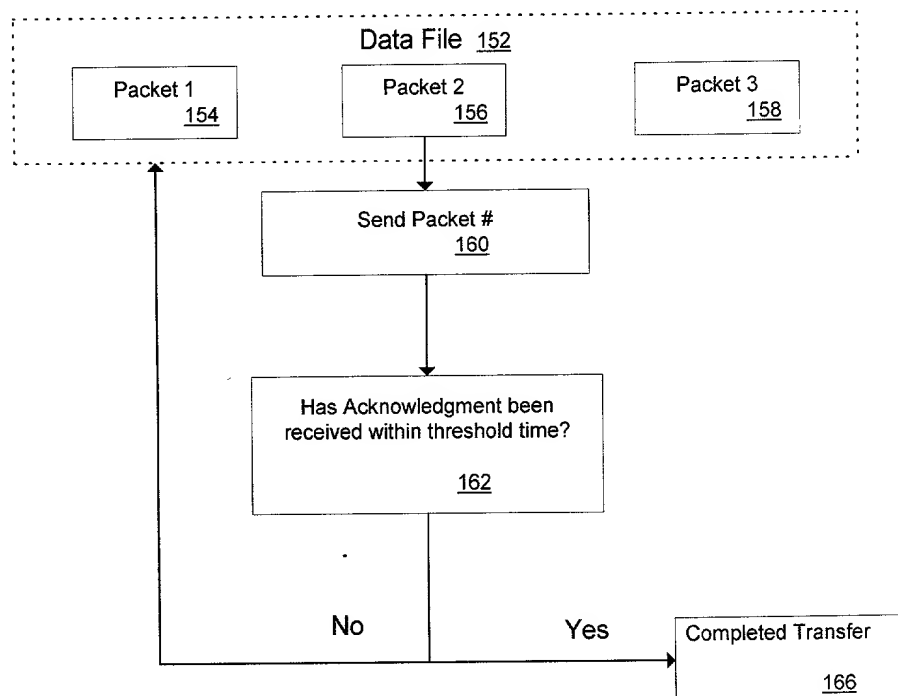 Data File 152
Packet 1
154
Packet 2
156
Packet 3
158
Send Packet #
160
Has Acknowledgment been
received within threshold time?
162
No
Yes
Completed Transfer
166